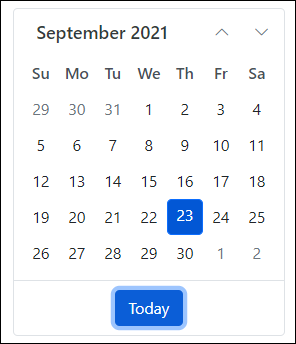 September 2021
Su Mo Tu We Th Fr Sa
29 30 31 1 2 3 4
5 6 7 8 9 10 11
12 13 14 15 16 17 18
19 20 21 22 23 24 25
26 27 28 29 30 1 2
Today